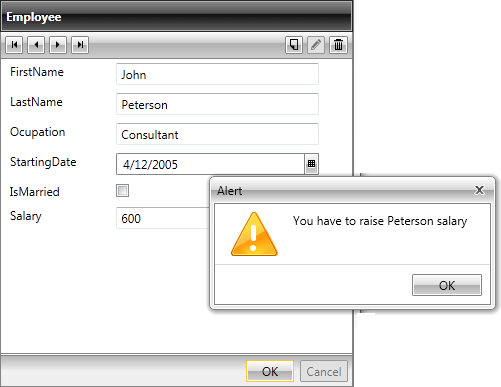 Employee
FirstName John
LastName Peterson
Ocupation Consultant
StartingDate 4/12/2005
IsMarried
Salary 600
Alert
You have to raise Peterson salary
OK
OK Cancel